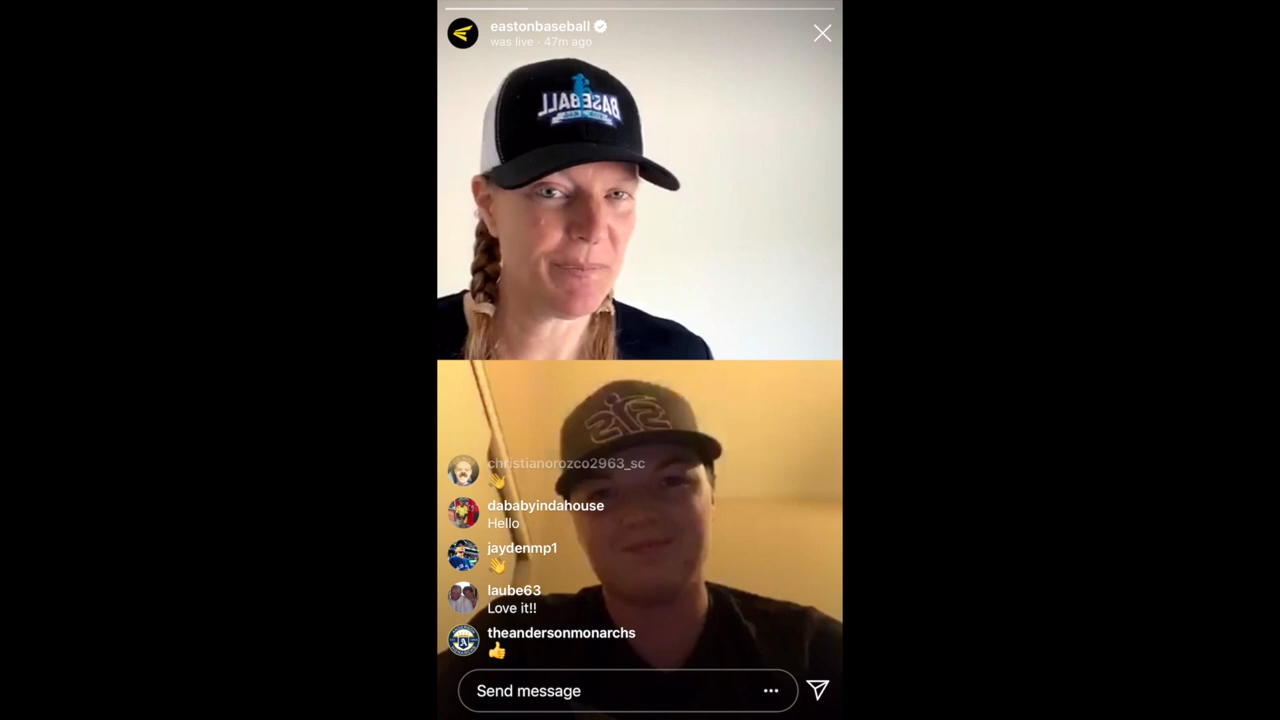 eastonbaseball
was live · 47m ago
BASEBALL
christianorozco2963_sc
👋
dababyindahouse
Hello
jaydenmp1
👋
laube63
Love it!!
theandersonmonarchs
👍
Send message